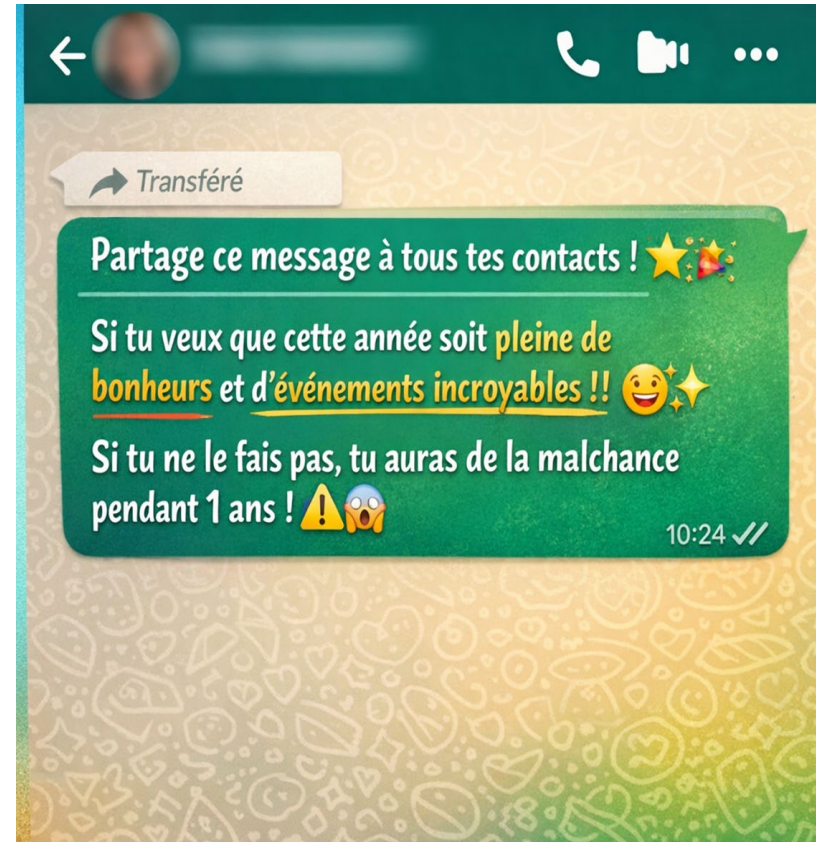 Transféré
Partage ce message à tous tes contacts ! ⭐🎉
Si tu veux que cette année soit pleine de
bonheurs et d'événements incroyables !! 😃✨
Si tu ne le fais pas, tu auras de la malchance
pendant 1 ans ! ⚠️😱
10:24